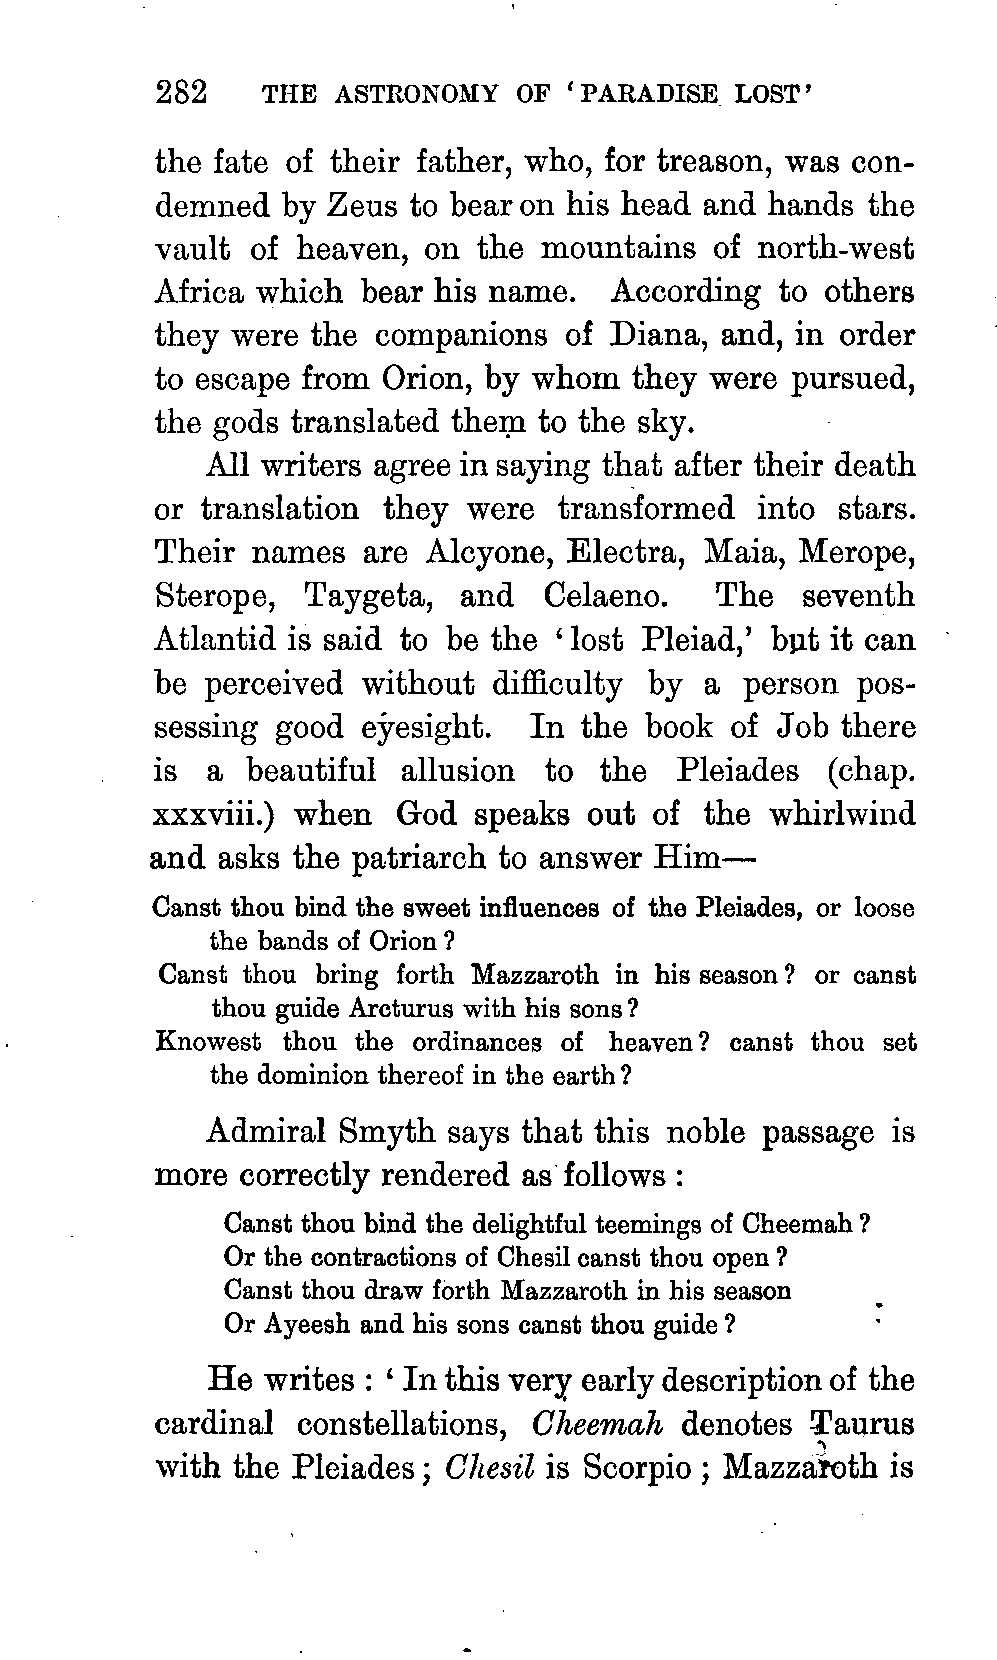 282 THE ASTRONOMY OF ‘PARADISE LOST’
the fate of their father, who, for treason, was con-
demned by Zeus to bear on his head and hands the
vault of heaven, on the mountains of north-west
Africa which bear his name. According to others
they were the companions of Diana, and, in order
to escape from Orion, by whom they were pursued,
the gods translated them to the sky.
All writers agree in saying that after their death
or translation they were transformed into stars.
Their names are Alcyone, Electra, Maia, Merope,
Sterope, Taygeta, and Celaeno. The seventh
Atlantid is said to be the ‘lost Pleiad,’ but it can
be perceived without difficulty by a person pos-
sessing good eyesight. In the book of Job there
is a beautiful allusion to the Pleiades (chap.
xxxviii.) when God speaks out of the whirlwind
and asks the patriarch to answer Him—
Canst thou bind the sweet influences of the Pleiades, or loose
the bands of Orion?
Canst thou bring forth Mazzaroth in his season? or canst
thou guide Arcturus with his sons?
Knowest thou the ordinances of heaven? canst thou set
the dominion thereof in the earth?
Admiral Smyth says that this noble passage is
more correctly rendered as follows:
Canst thou bind the delightful teemings of Cheemah?
Or the contractions of Chesil canst thou open?
Canst thou draw forth Mazzaroth in his season
Or Ayeesh and his sons canst thou guide?
He writes: ‘In this very early description of the
cardinal constellations, Cheemah denotes Taurus
with the Pleiades; Chesil is Scorpio; Mazzaroth is